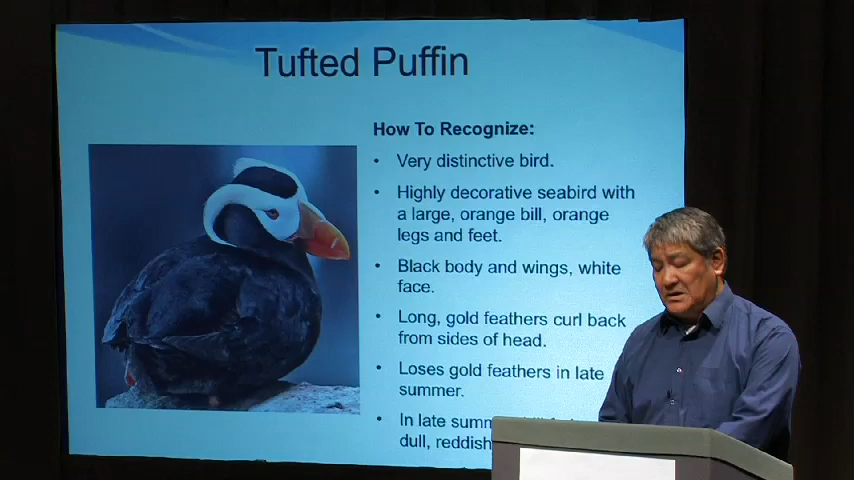 Tufted Puffin
How To Recognize:
• Very distinctive bird.
• Highly decorative seabird with
a large, orange bill, orange
legs and feet.
• Black body and wings, white
face.
• Long, gold feathers curl back
from sides of head.
• Loses gold feathers in late
summer.
• In late
dull, reddish